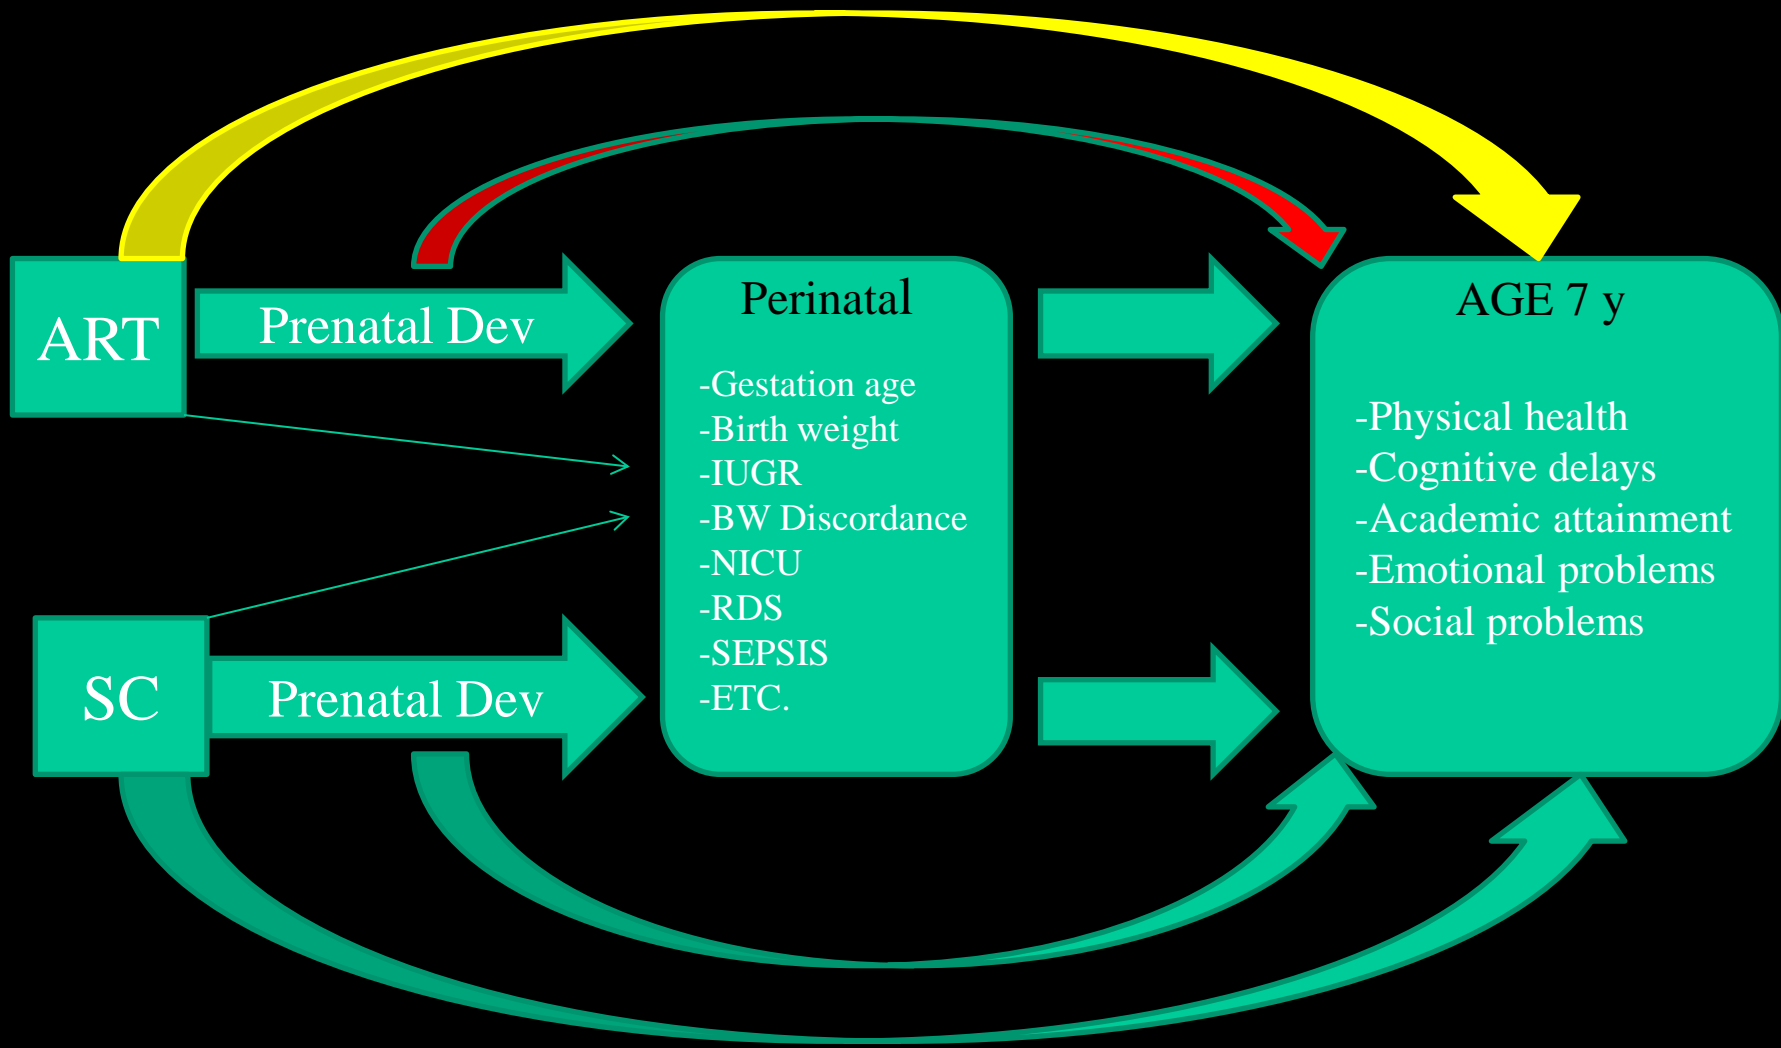 ART
Prenatal Dev
SC
Prenatal Dev
Perinatal
-Gestation age
-Birth weight
-IUGR
-BW Discordance
-NICU
-RDS
-SEPSIS
-ETC.
AGE 7 y
-Physical health
-Cognitive delays
-Academic attainment
-Emotional problems
-Social problems